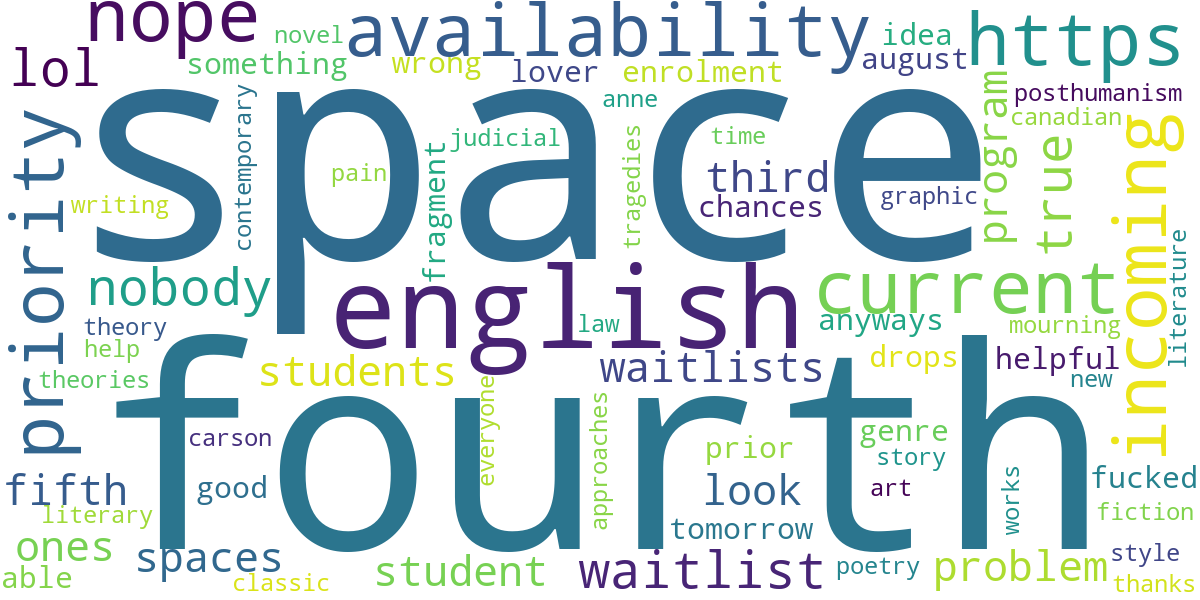 nope
novel
availability
idea
https
lol
something
wrong
lover
enrolment
august
space
anne
posthumanism
canadian
priority
contemporary
judicial
time
program
true
incoming
pain
fragment
tragedies
third
graphic
writing
chances
nobody
english
current
literature
theory
law
anyways
mourning
help
students
waitlists
drops
helpful
theories
new
fourth
carson
everyone
approaches
prior
genre
story
fifth
good
look
art
works
fucked
literary
tomorrow
fiction
ones
spaces
student
waitlist
poetry
problem
style
able
classic
thanks